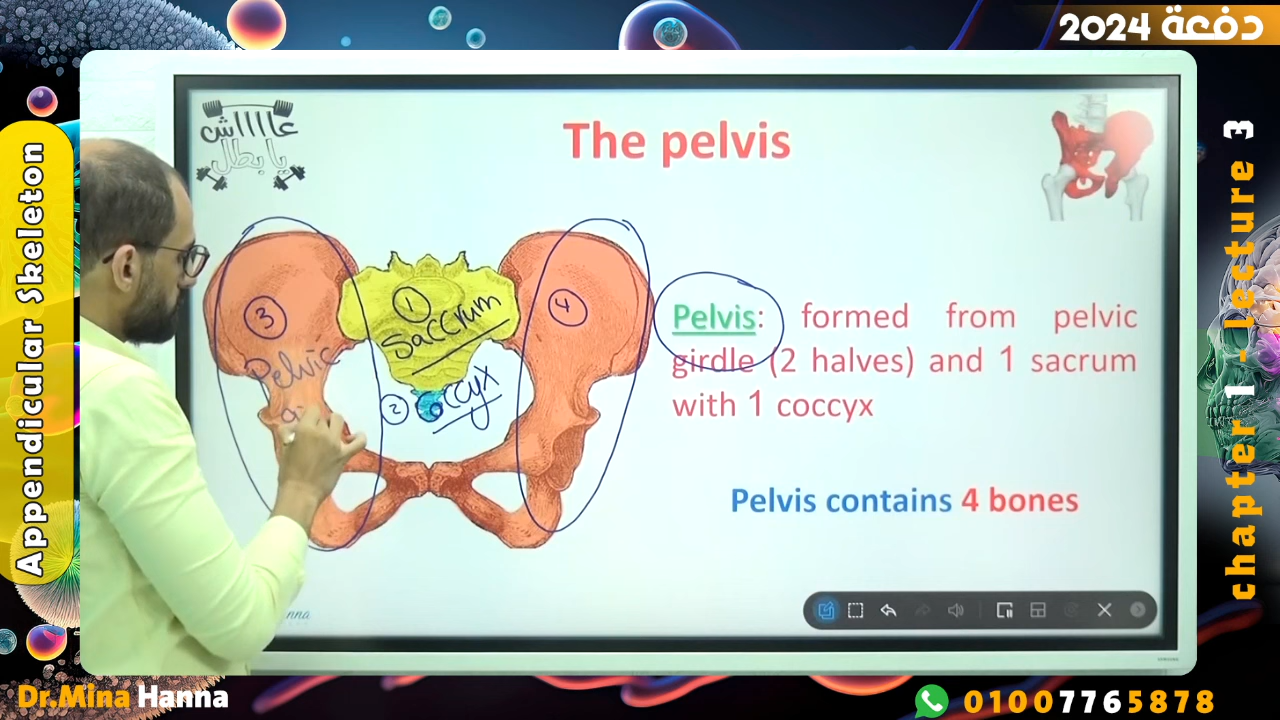 دفعة 2024
عاااااش
يا بطل
The pelvis
Appendicular Skeleton
chapter 1 - lecture 3
3
1
4
Saccrum
Pelvic
2
coccyx
Pelvis: formed from pelvic
girdle (2 halves) and 1 sacrum
with 1 coccyx
Pelvis contains 4 bones
Dr.Mina Hanna
01007765878